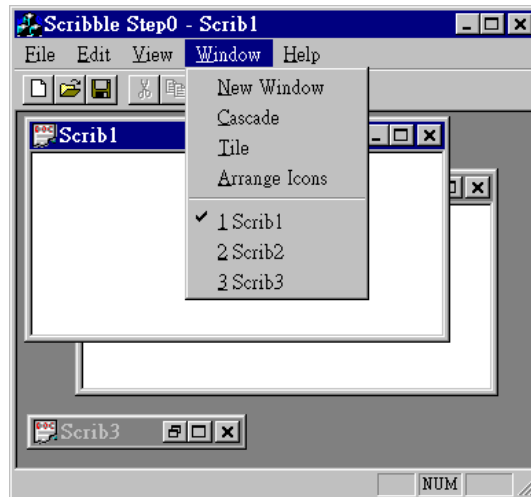 Scribble Step0 - Scrib1
File Edit View Window Help
New Window
Cascade
Tile
Arrange Icons
1 Scrib1
2 Scrib2
3 Scrib3
Scrib1
Scrib3
NUM